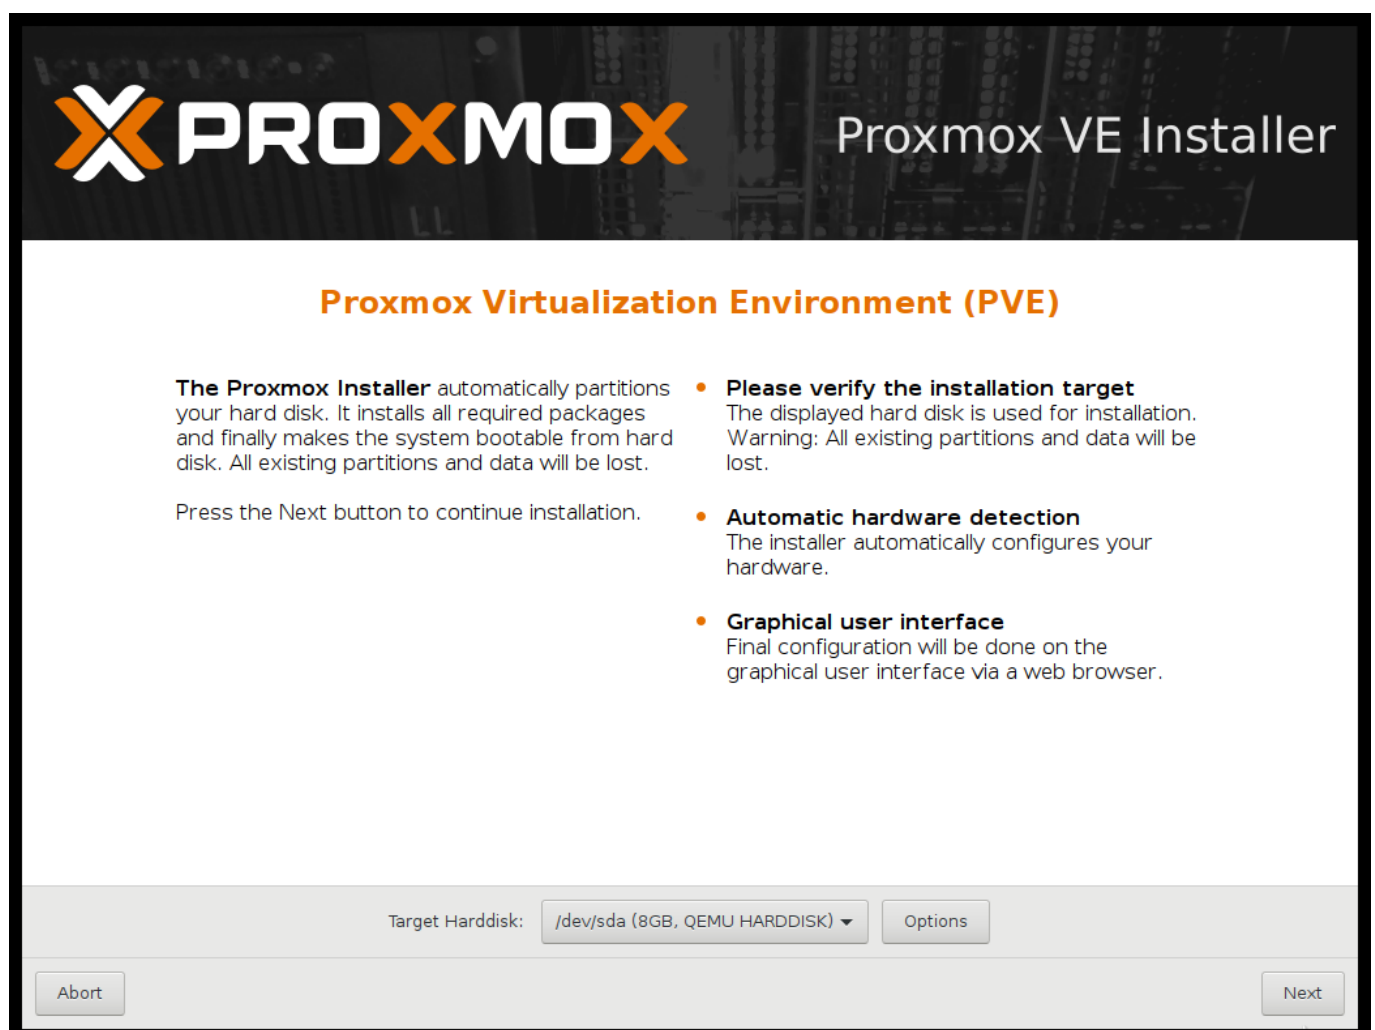 PROXMOX
Proxmox VE Installer
Proxmox Virtualization Environment (PVE)
The Proxmox Installer automatically partitions
your hard disk. It installs all required packages
and finally makes the system bootable from hard
disk. All existing partitions and data will be lost.
Press the Next button to continue installation.
Please verify the installation target
The displayed hard disk is used for installation.
Warning: All existing partitions and data will be
lost.
Automatic hardware detection
The installer automatically configures your
hardware.
Graphical user interface
Final configuration will be done on the
graphical user interface via a web browser.
Target Harddisk:
/dev/sda (8GB, QEMU HARDDISK)
Options
Abort
Next